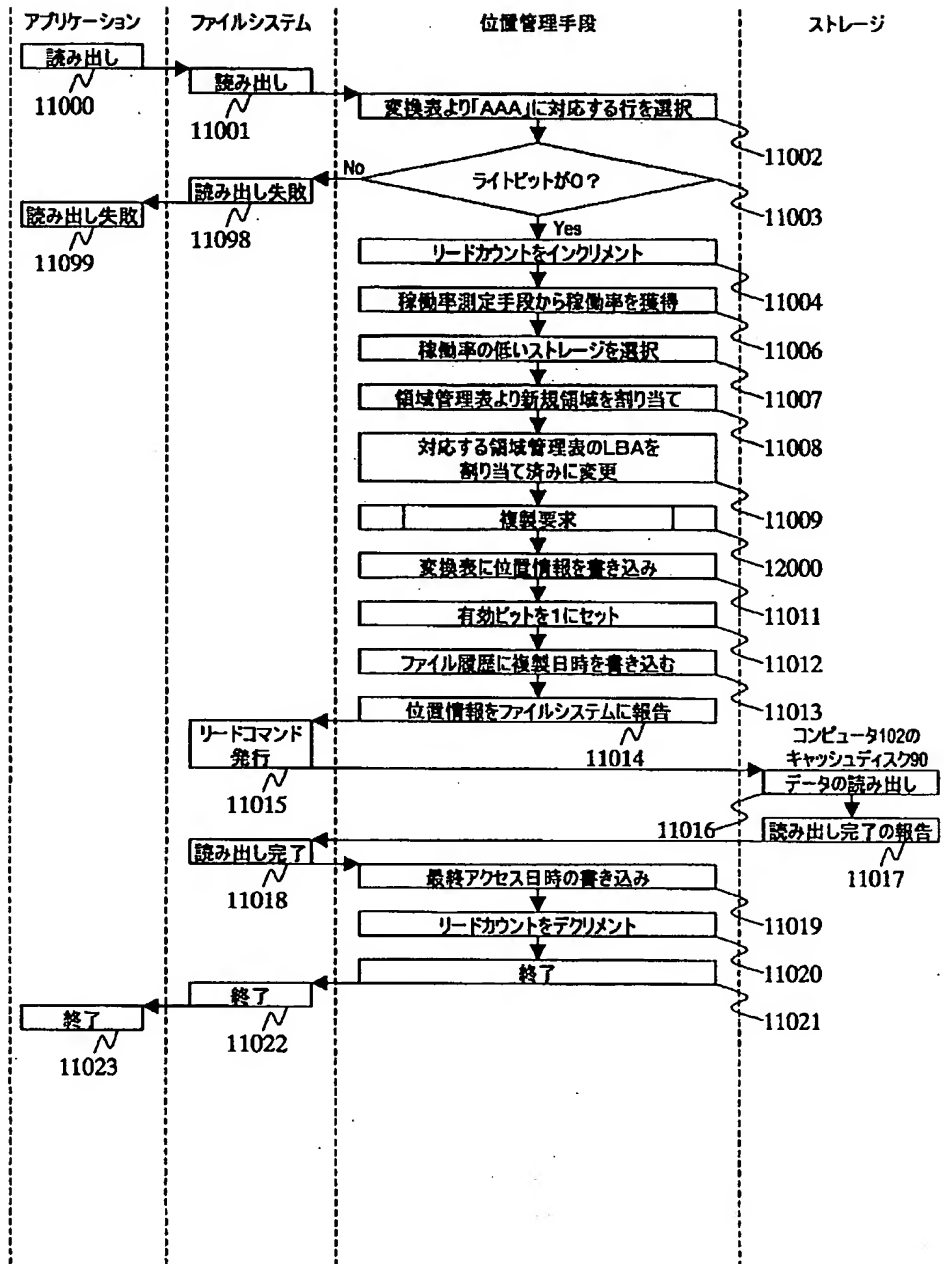 アプリケーション
ファイルシステム
位置管理手段
ストレージ
読み出し
11000
読み出し
11001
変換表より「AAA」に対応する行を選択
11002
ライトビットが0?
No
11003
読み出し失敗
11098
読み出し失敗
11099
Yes
リードカウントをインクリメント
11004
稼働率測定手段から稼働率を獲得
11006
稼働率の低いストレージを選択
11007
領域管理表より新規領域を割り当て
11008
対応する領域管理表のLBAを
割り当て済みに変更
11009
複製要求
12000
変換表に位置情報を書き込み
11011
有効ビットを1にセット
11012
ファイル履歴に複製日時を書き込む
11013
位置情報をファイルシステムに報告
11014
リードコマンド
発行
11015
コンピュータ102の
キャッシュディスク90
データの読み出し
11016
読み出し完了の報告
11017
読み出し完了
11018
最終アクセス日時の書き込み
11019
リードカウントをデクリメント
11020
終了
11021
終了
11022
終了
11023